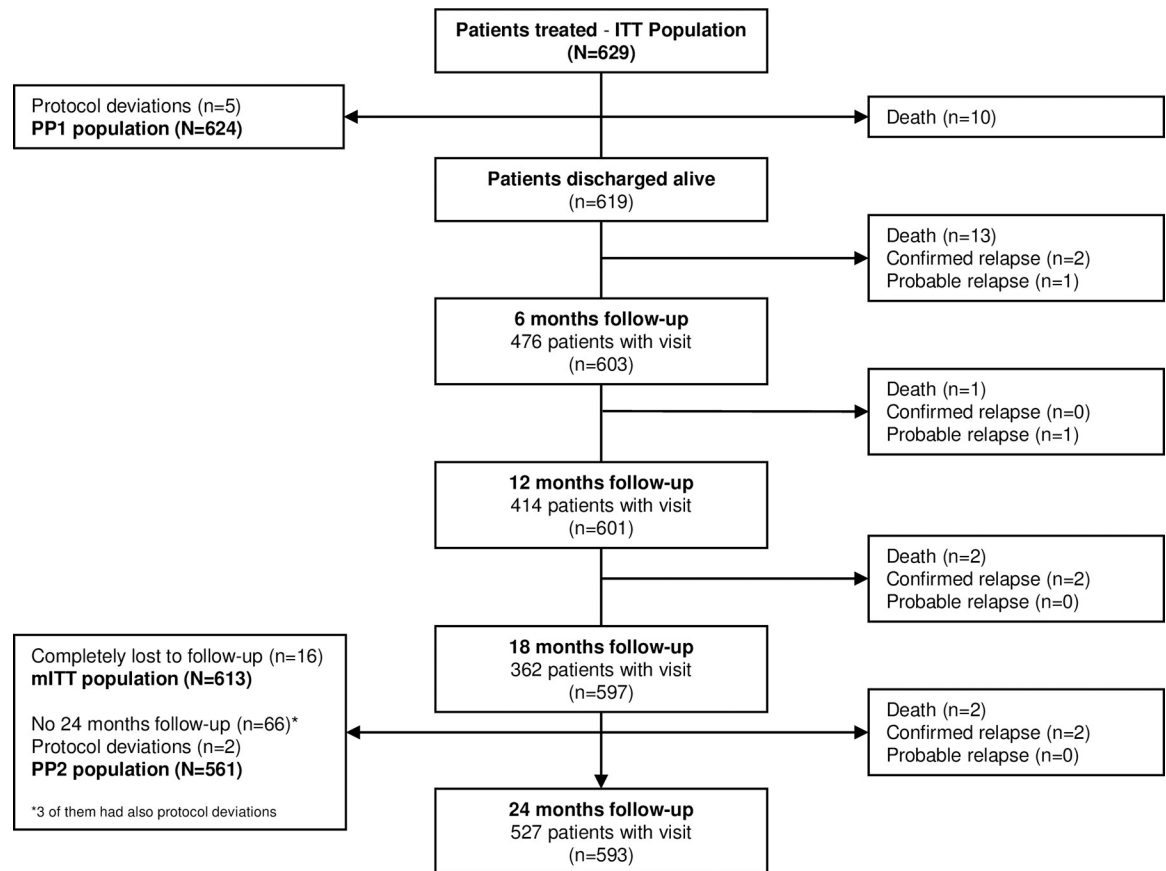 Patients treated - ITT Population
(N=629)
Protocol deviations (n=5)
PP1 population (N=624)
Death (n=10)
Patients discharged alive
(n=619)
Death (n=13)
Confirmed relapse (n=2)
Probable relapse (n=1)
6 months follow-up
476 patients with visit
(n=603)
Death (n=1)
Confirmed relapse (n=0)
Probable relapse (n=1)
12 months follow-up
414 patients with visit
(n=601)
Death (n=2)
Confirmed relapse (n=2)
Probable relapse (n=0)
18 months follow-up
362 patients with visit
(n=597)
Completely lost to follow-up (n=16)
mITT population (N=613)
No 24 months follow-up (n=66)*
Protocol deviations (n=2)
PP2 population (N=561)
*3 of them had also protocol deviations
Death (n=2)
Confirmed relapse (n=2)
Probable relapse (n=0)
24 months follow-up
527 patients with visit
(n=593)